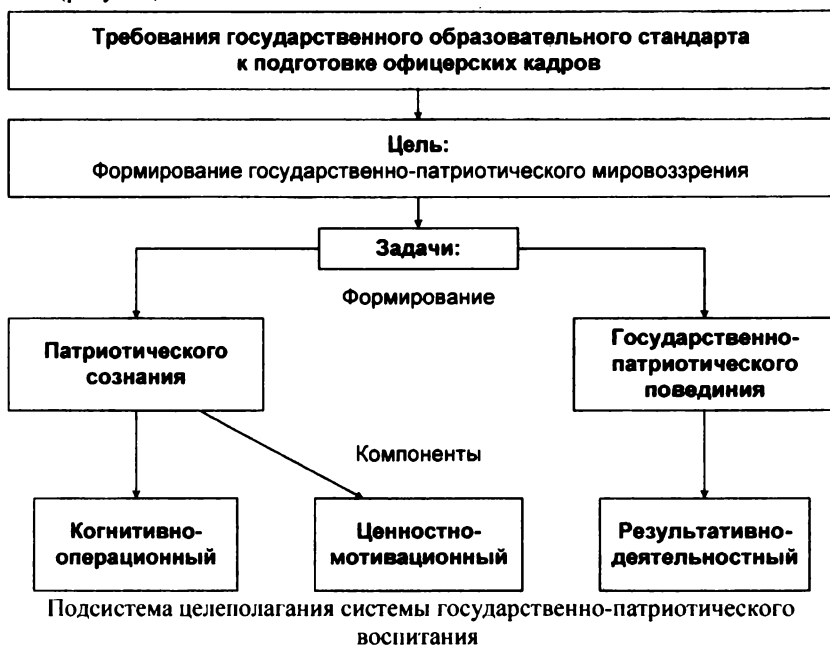 Требования государственного образовательного стандарта
к подготовке офицерских кадров
Цель:
Формирование государственно-патриотического мировоззрения
Задачи:
Формирование
Патриотического
сознания
Государственно-
патриотического
повединия
Компоненты
Когнитивно-
операционный
Ценностно-
мотивационный
Результативно-
деятельностный
Подсистема целеполагания системы государственно-патриотического
воспитания